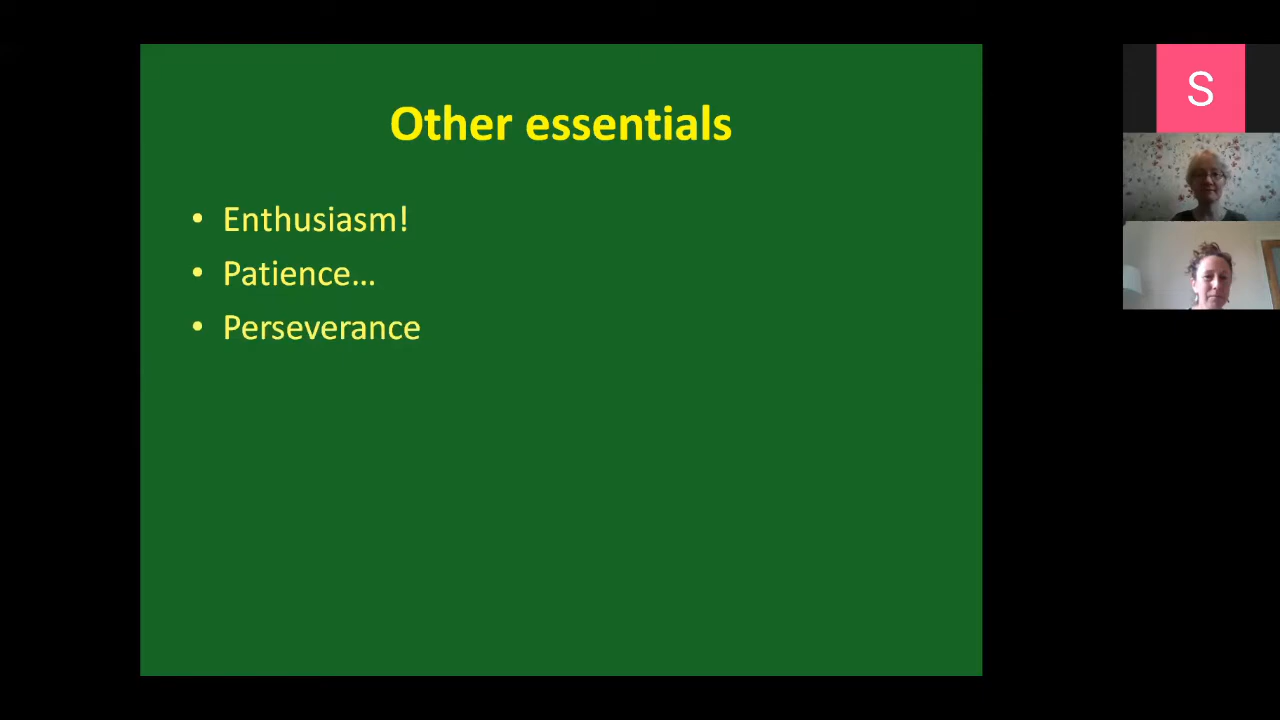 Other essentials
• Enthusiasm!
• Patience…
• Perseverance
S